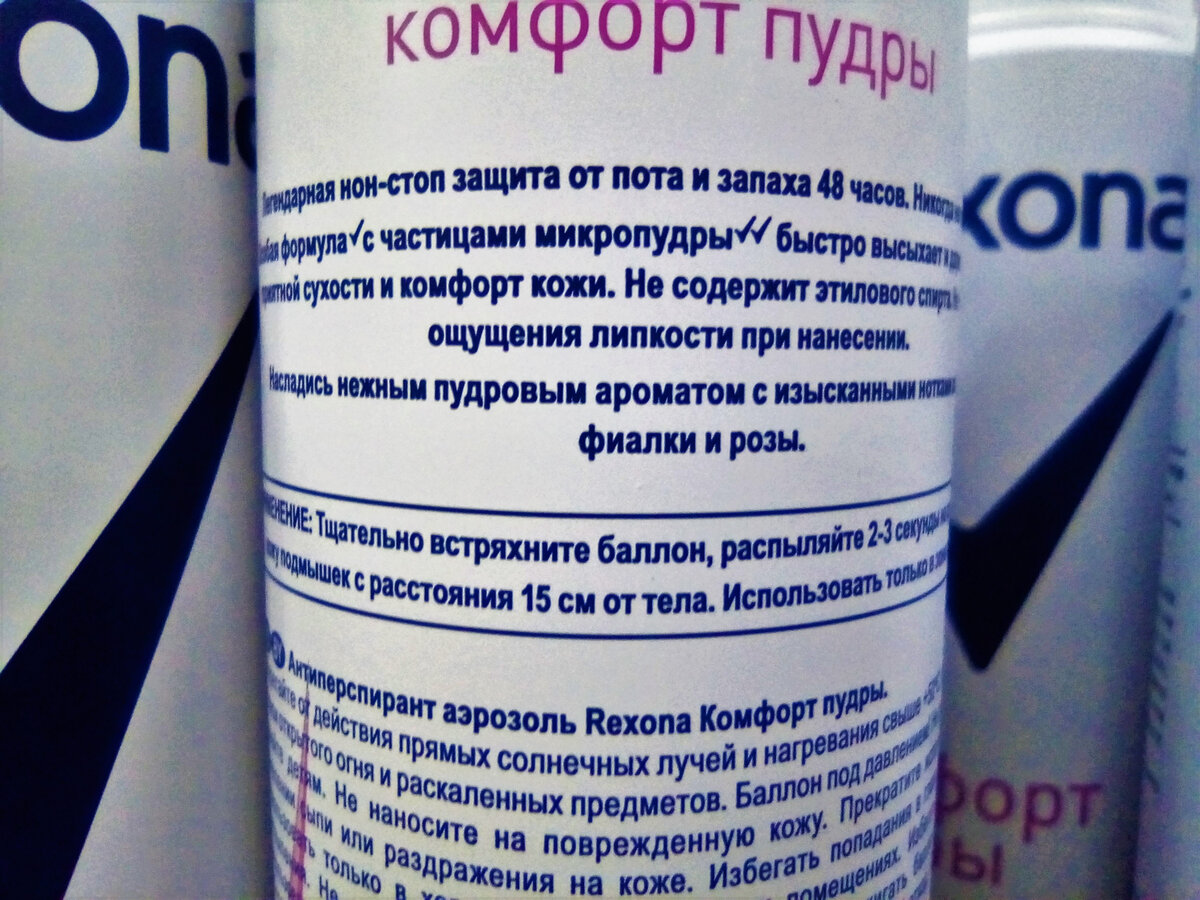 комфорт пудры
нон-стоп защита от пота и запаха 48 часов.
формула✓с частицами микропудры✓✓ быстро высыхает и
сухости и комфорт кожи. Не содержит этилового спирта.
ощущения липкости при нанесении.
Насладись нежным пудровым ароматом с изысканными нотками
фиалки и розы.
Тщательно встряхните баллон, распыляйте 2-3 секунды
подмышек с расстояния 15 см от тела. Использовать только в
Антиперспирант аэрозоль Rexona Комфорт пудры.
от действия прямых солнечных лучей и нагревания свыше +50°
открытого огня и раскаленных предметов. Баллон под давлением
детям. Не наносите на поврежденную кожу. Прекратите
сыпи или раздражения на коже. Избегать попадания в
только в
помещениях.
ona
xona
форт
ры